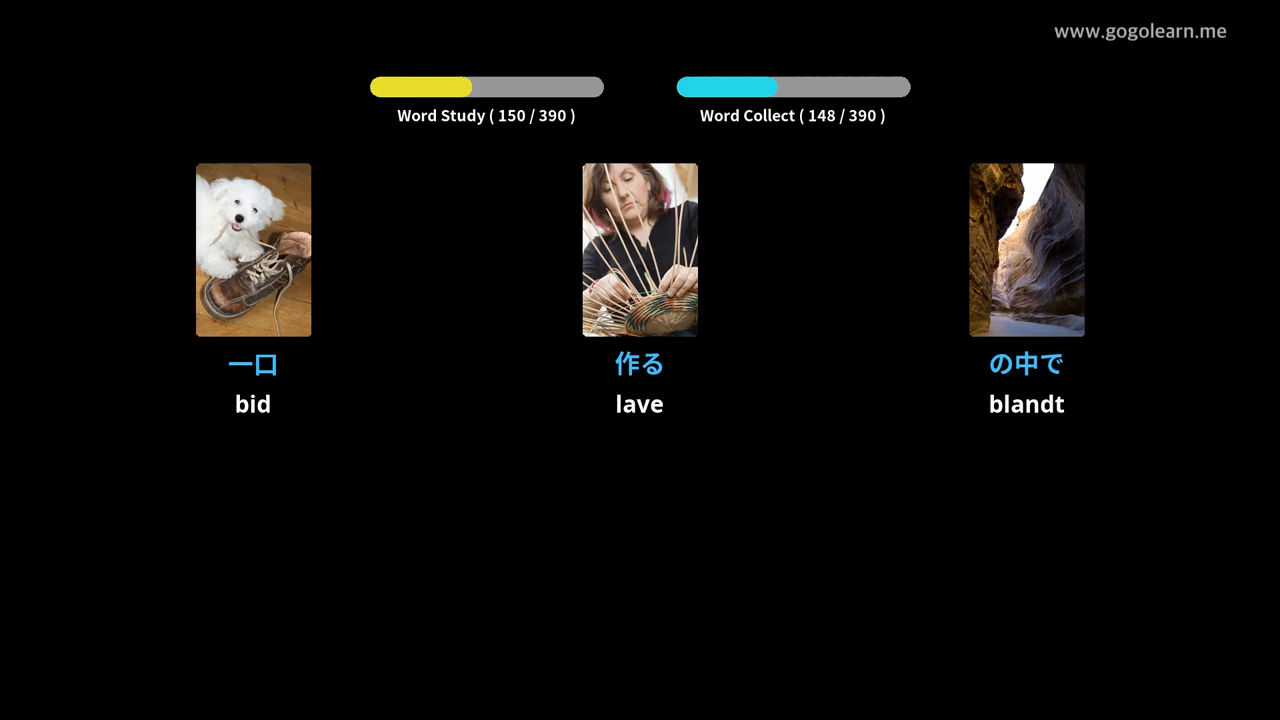 www.gogolearn.me
Word Study ( 150 / 390 )
Word Collect ( 148 / 390 )
一口
bid
作る
lave
の中で
blandt